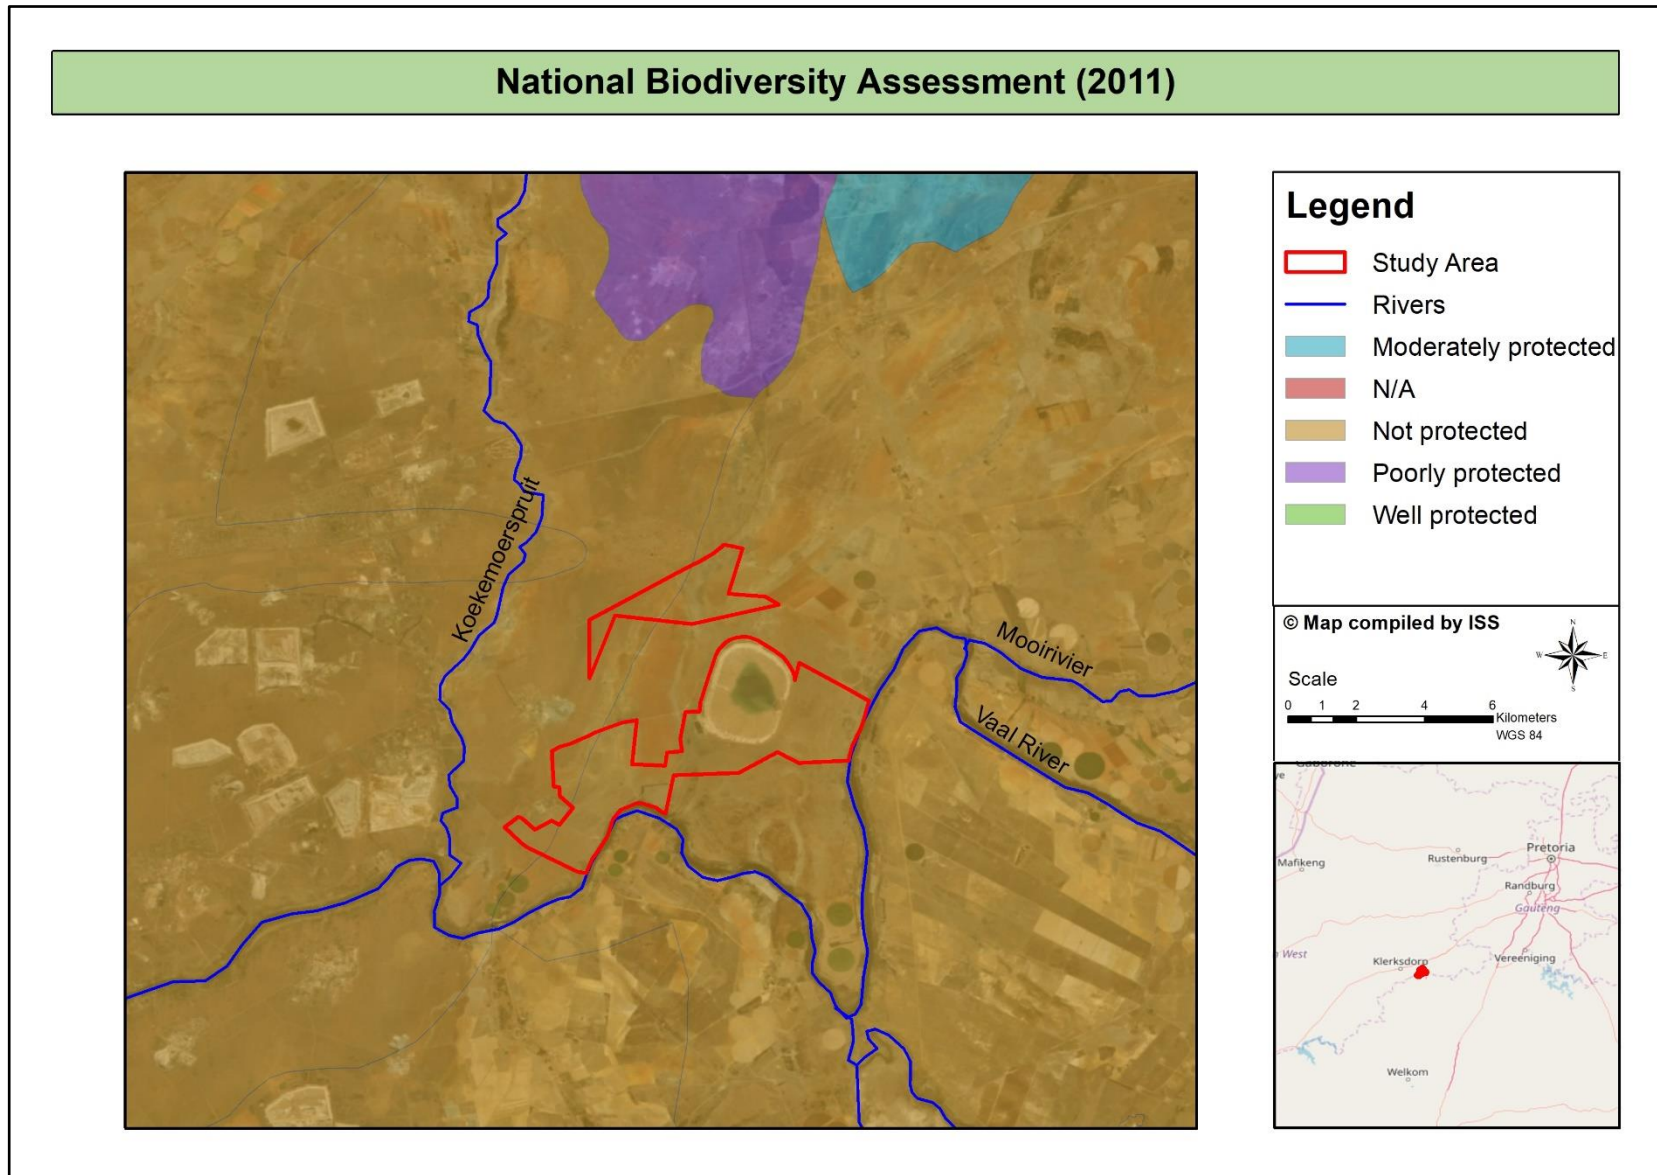 National Biodiversity Assessment (2011)
Koekemoerspruit
Mooirivier
Vaal River
Legend
Study Area
Rivers
Moderately protected
N/A
Not protected
Poorly protected
Well protected
© Map compiled by ISS
N
W
E
S
Scale
0 1 2 4 6
Kilometers
WGS 84
Mafikeng
Rustenburg
Pretoria
Randburg
Gauteng
West
Klerksdorp
Vereeniging
Welkom